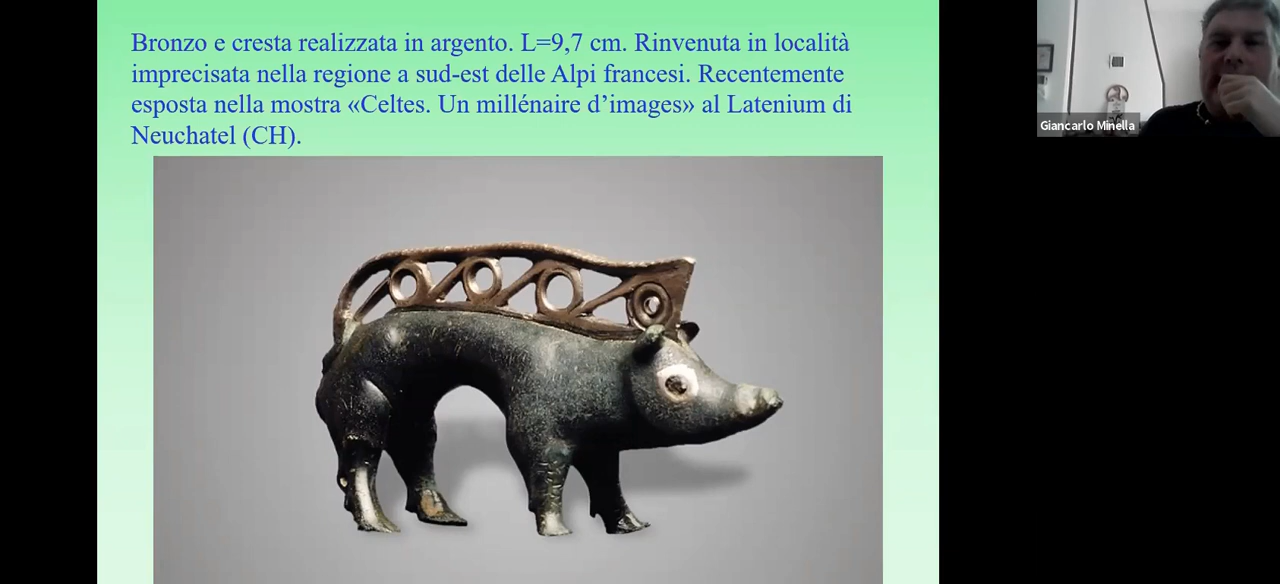 Bronzo e cresta realizzata in argento. L=9,7 cm. Rinvenuta in località
imprecisata nella regione a sud-est delle Alpi francesi. Recentemente
esposta nella mostra «Celtes. Un millénaire d’images» al Latenium di
Neuchatel (CH).
Giancarlo Minella